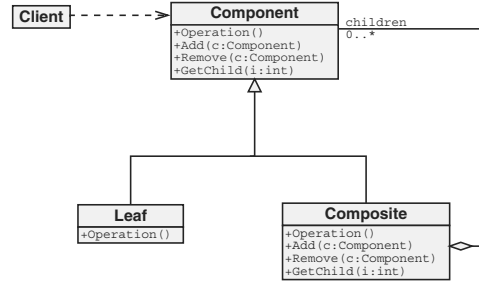 Client
Component
+Operation()
+Add(c:Component)
+Remove(c:Component)
+GetChild(i:int)
children
0..*
Leaf
+Operation()
Composite
+Operation()
+Add(c:Component)
+Remove(c:Component)
+GetChild(i:int)